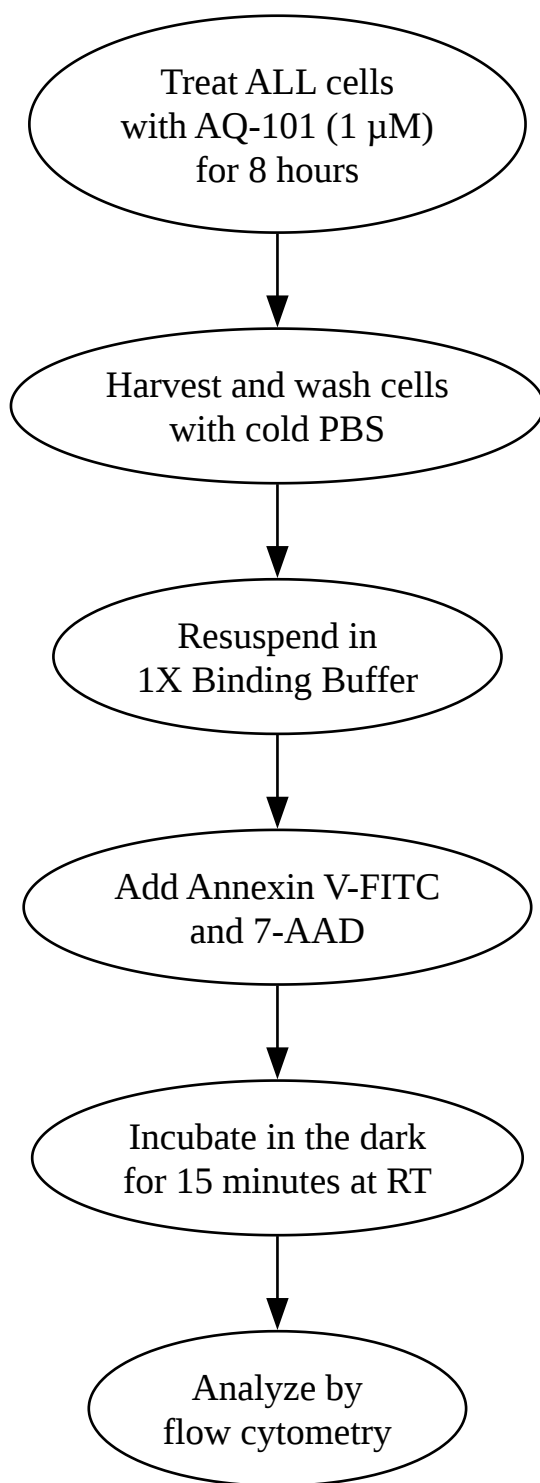 Treat ALL cells
with AQ-101 (1 µM)
for 8 hours
Harvest and wash cells
with cold PBS
Resuspend in
1X Binding Buffer
Add Annexin V-FITC
and 7-AAD
Incubate in the dark
for 15 minutes at RT
Analyze by
flow cytometry